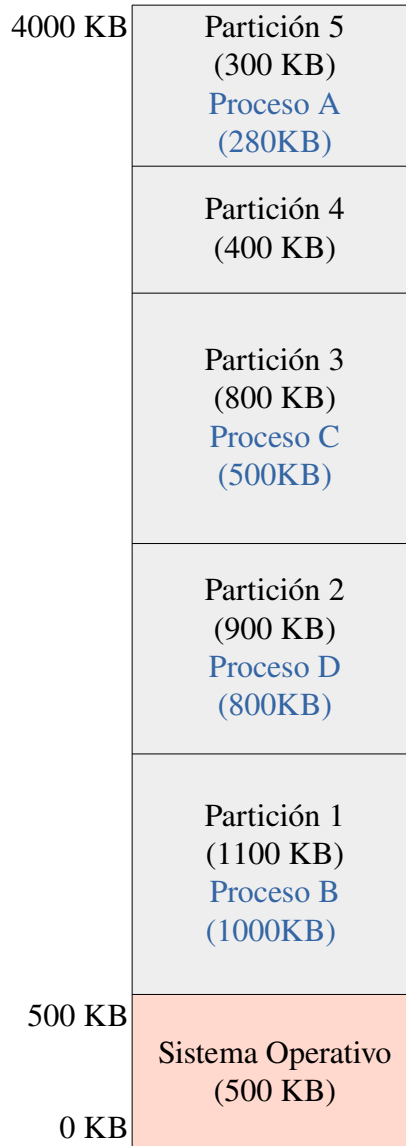 4000 KB
Partición 5
(300 KB)
Proceso A
(280KB)
Partición 4
(400 KB)
Partición 3
(800 KB)
Proceso C
(500KB)
Partición 2
(900 KB)
Proceso D
(800KB)
Partición 1
(1100 KB)
Proceso B
(1000KB)
500 KB
Sistema Operativo
(500 KB)
0 KB